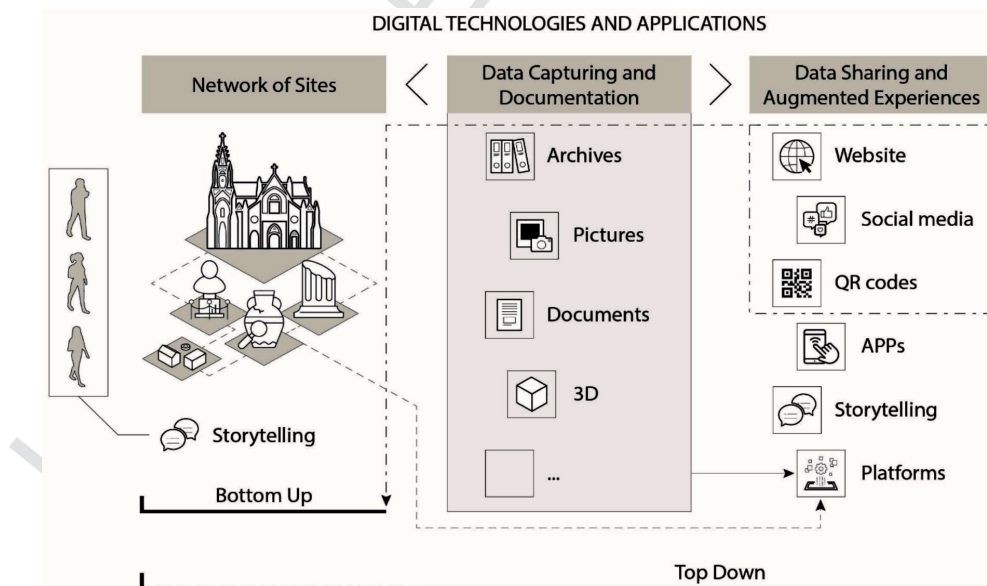 DIGITAL TECHNOLOGIES AND APPLICATIONS
Network of Sites
Data Capturing and
Documentation
Data Sharing and
Augmented Experiences
Archives
Pictures
Documents
3D
...
Website
Social media
QR codes
APPs
Storytelling
Platforms
Storytelling
Bottom Up
Top Down